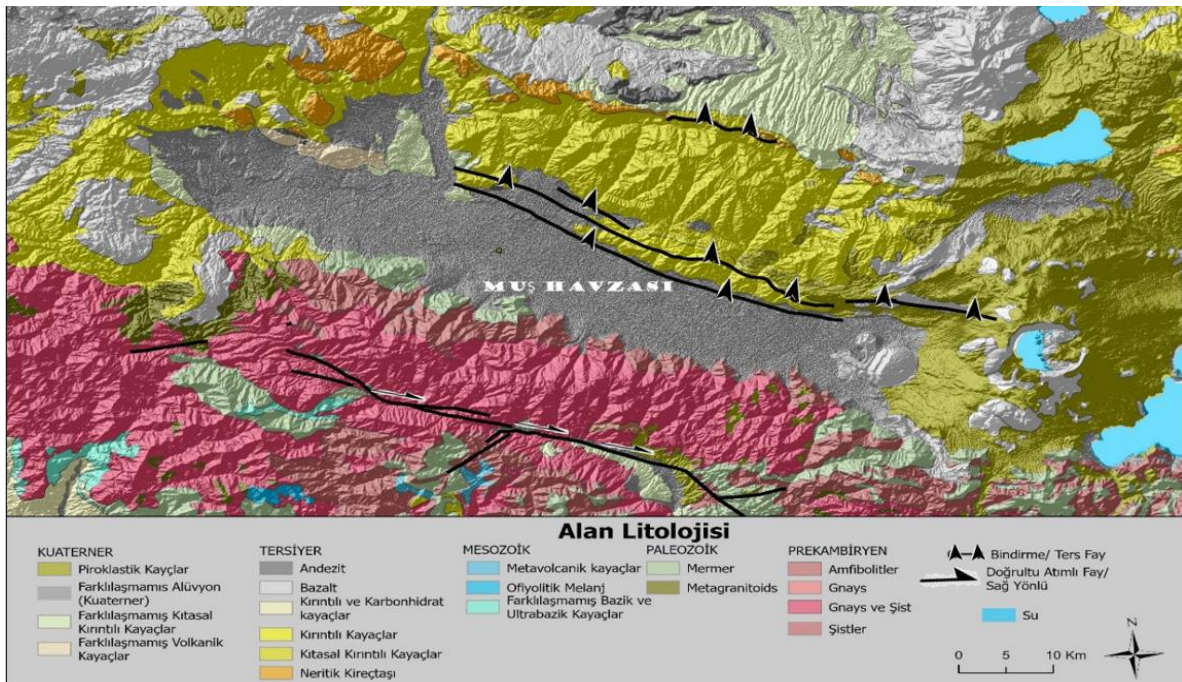 MUŞ HAVZASI
Alan Litolojisi
KUATERNER
Piroklastik Kayçlar
Farklılaşmamış Alüvyon
(Kuaterner)
Farklılaşmamış Kıtasal
Kırıntılı Kayaçlar
Farklılaşmamış Volkanik
Kayaçlar
TERSİYER
Andezit
Bazalt
Kırıntılı ve Karbonhidrat
kayaçlar
Kırıntılı Kayaçlar
Kıtasal Kırıntılı Kayaçlar
Neritik Kireçtaşı
MESOZOİK
Metavolcanik kayaçlar
Ofiyolitik Melanj
Farklılaşmamış Bazik ve
Ultrabazik Kayaçlar
PALEOZOİK
Mermer
Metagranitoids
PREKAMBİRYEN
Amfibolitler
Gnays
Gnays ve Şist
Şistler
Bindirme/ Ters Fay
Doğrultu Atımlı Fay/
Sağ Yönlü
Su
N
0 5 10 Km